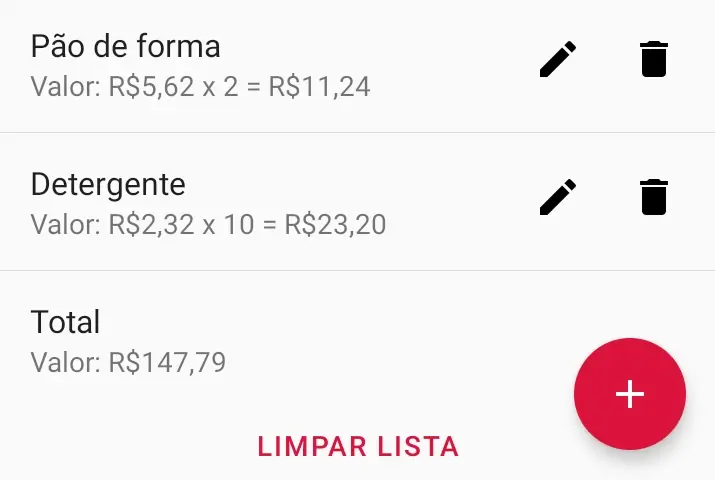 Pão de forma
Valor: R$5,62 x 2 = R$11,24
Detergente
Valor: R$2,32 x 10 = R$23,20
Total
Valor: R$147,79
LIMPAR LISTA